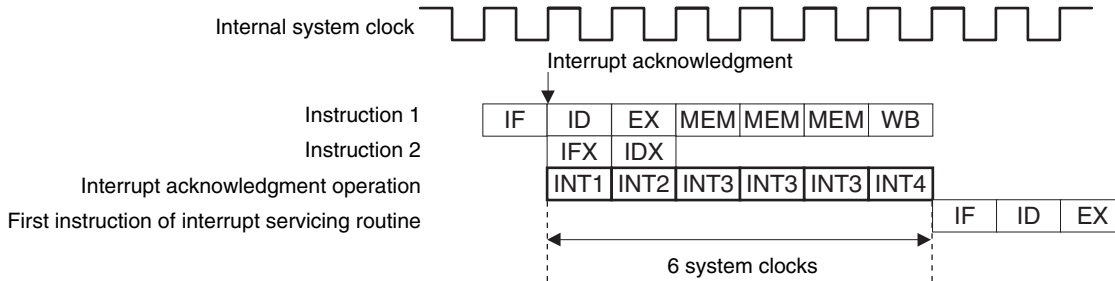 Internal system clock
Interrupt acknowledgment
Instruction 1 IF ID EX MEM MEM MEM WB
Instruction 2 IFX IDX
Interrupt acknowledgment operation INT1 INT2 INT3 INT3 INT3 INT4
First instruction of interrupt servicing routine IF ID EX
6 system clocks